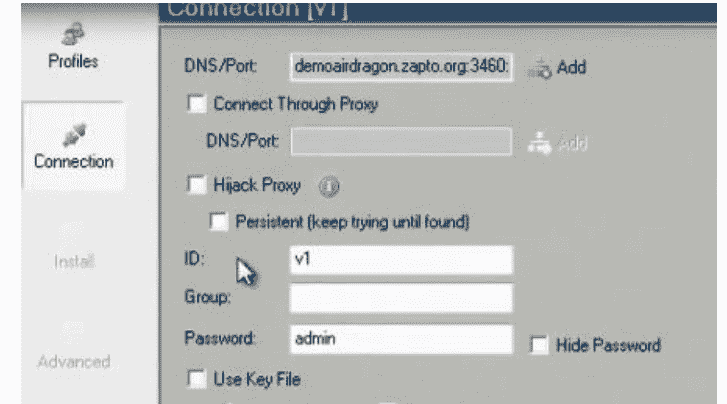 Connection [v1]
Profiles
DNS/Port: demoairdragon.zapto.org:3460: Add
Connect Through Proxy
DNS/Port: Add
Connection
Hijack Proxy
Persistent (keep trying until found)
ID: v1
Install
Group:
Password: admin Hide Password
Advanced
Use Key File